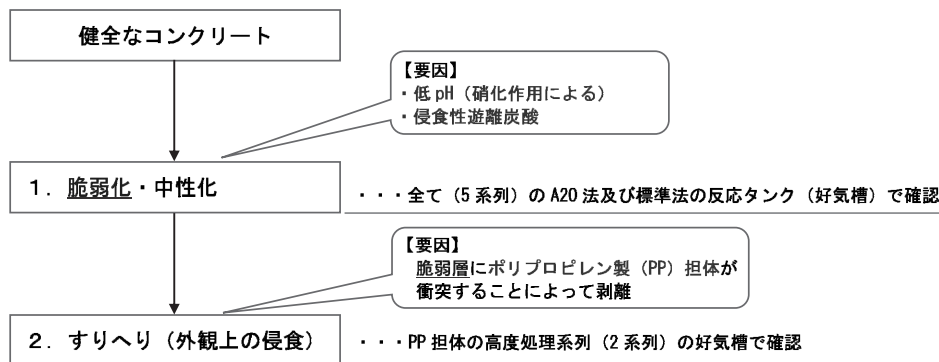 健全なコンクリート
【要因】
・低 pH（硝化作用による）
・侵食性遊離炭酸
１．脆弱化・中性化
・・・全て（5 系列）の A2O 法及び標準法の反応タンク（好気槽）で確認
【要因】
脆弱層にポリプロピレン製（PP）担体が
衝突することによって剥離
２．すりへり（外観上の侵食）
・・・PP 担体の高度処理系列（2 系列）の好気槽で確認